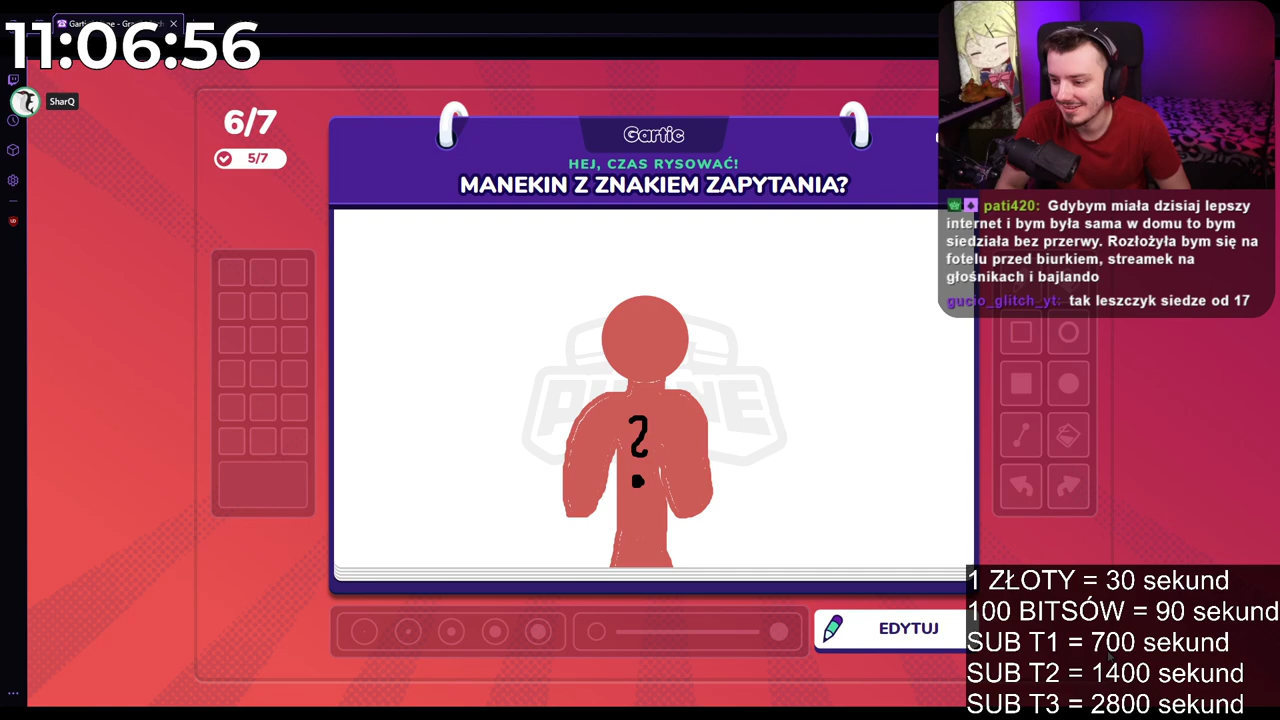 11:06:56
SharQ
6/7
5/7
Gartic
HEJ, CZAS RYSOWAĆ!
MANEKIN Z ZNAKIEM ZAPYTANIA?
?
EDYTUJ
pati420: Gdybym miała dzisiaj lepszy
internet i bym była sama w domu to bym
siedziała bez przerwy. Rozłożyła bym się na
fotelu przed biurkiem, streamek na
głośnikach i bajlando
gucio_glitch_yt: tak leszczyk siedze od 17
1 ZŁOTY = 30 sekund
100 BITSÓW = 90 sekund
SUB T1 = 700 sekund
SUB T2 = 1400 sekund
SUB T3 = 2800 sekund